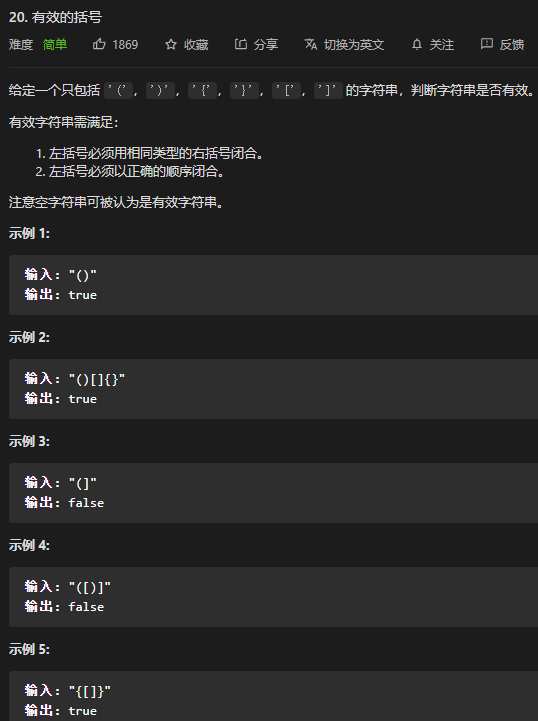 20. 有效的括号
难度 简单 1869 收藏 分享 切换为英文 关注 反馈
给定一个只包括 '(', ')', '{', '}', '[', ']' 的字符串，判断字符串是否有效。
有效字符串需满足：
1. 左括号必须用相同类型的右括号闭合。
2. 左括号必须以正确的顺序闭合。
注意空字符串可被认为是有效字符串。
示例 1:
输入: "()"
输出: true
示例 2:
输入: "()[]{}"
输出: true
示例 3:
输入: "(]"
输出: false
示例 4:
输入: "([)]"
输出: false
示例 5:
输入: "{[]}"
输出: true